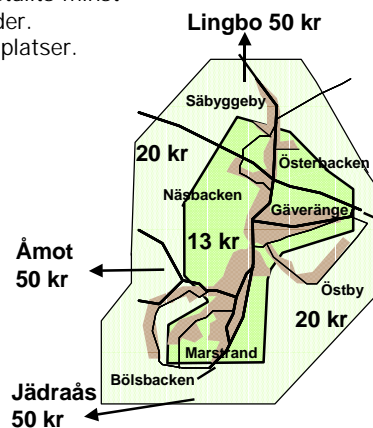 der.
platser.
Lingbo 50 kr
Säbyggeby
20 kr
Österbacken
Näsbacken
Gäveränge
13 kr
Åmot
50 kr
Östby
20 kr
Marstrand
Bölsbacken
Jädraås
50 kr